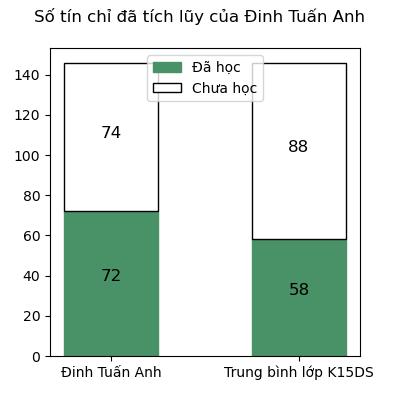 Số tín chỉ đã tích lũy của Đinh Tuấn Anh
Đã học
Chưa học
140
120
100
80
60
40
20
0
74
88
72
58
Đinh Tuấn Anh
Trung bình lớp K15DS